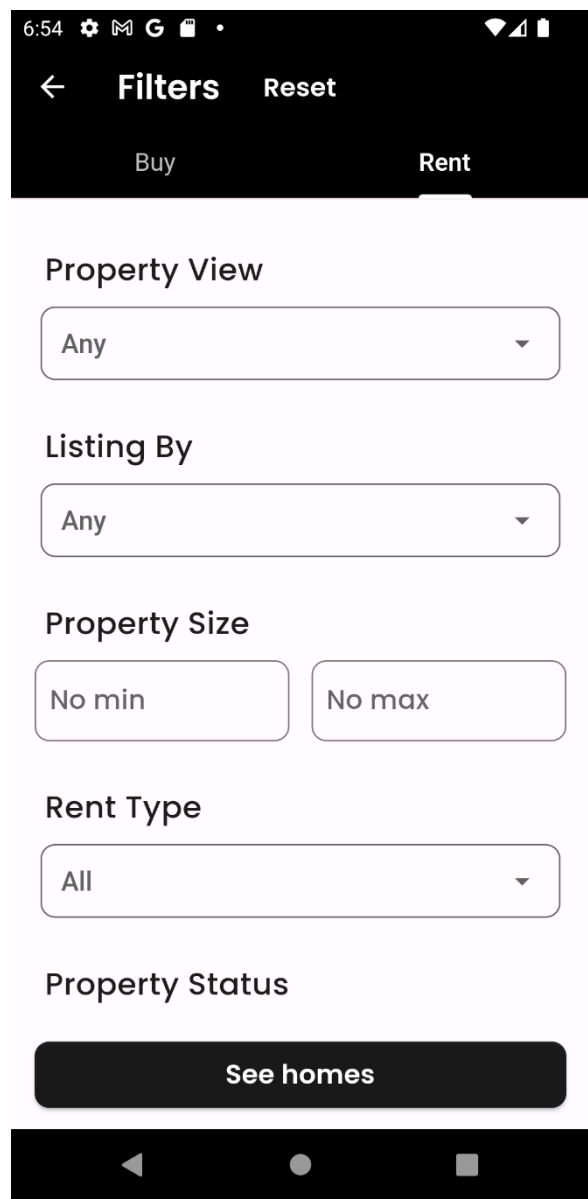 6:54
Filters Reset
Buy Rent
Property View
Any
Listing By
Any
Property Size
No min No max
Rent Type
All
Property Status
See homes